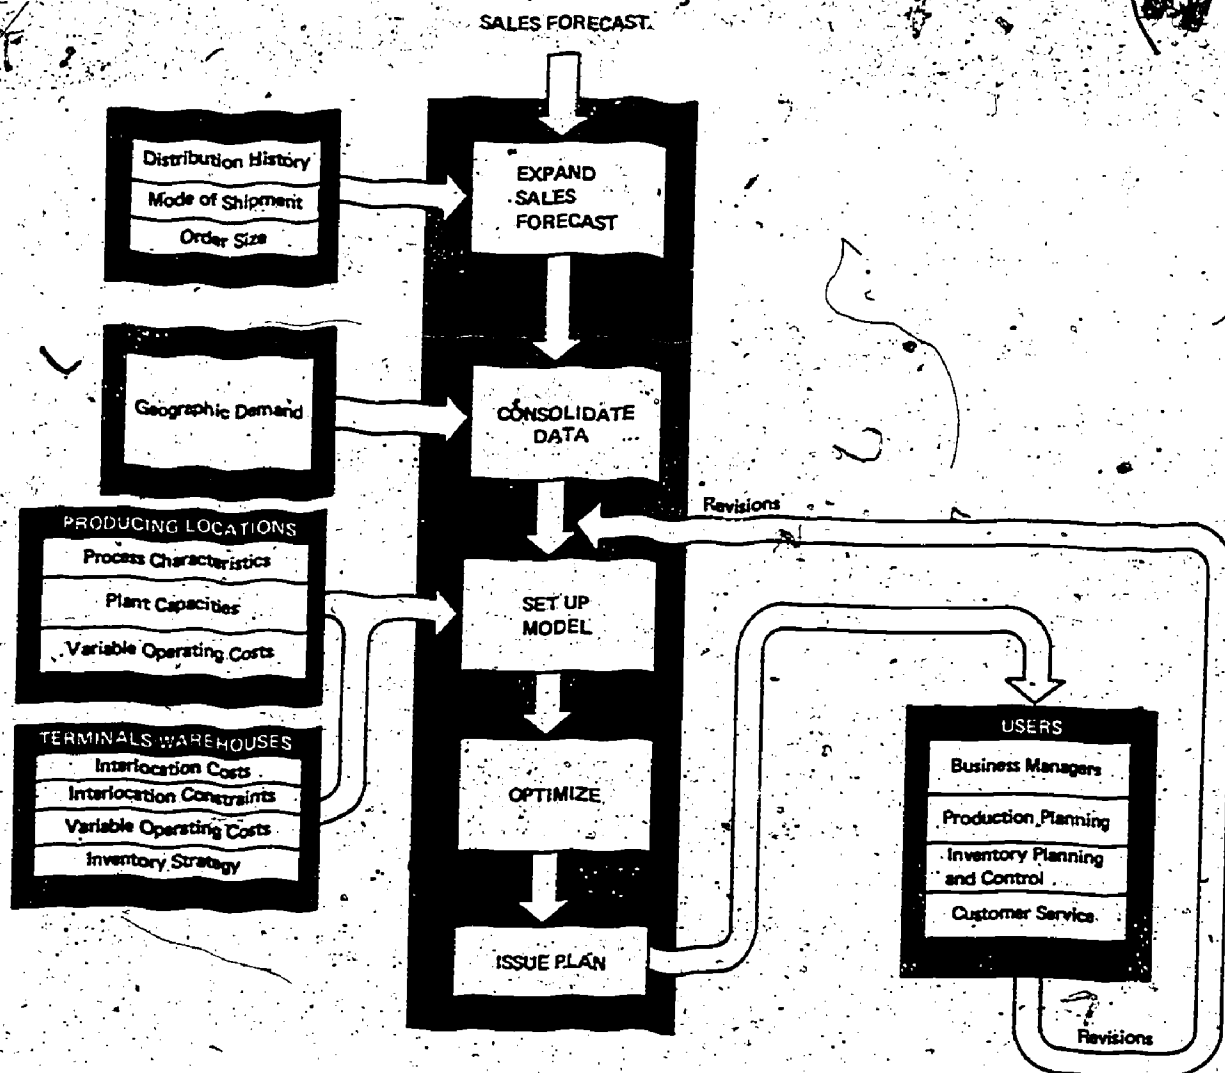 SALES FORECAST
Distribution History
Mode of Shipment
Order Size
EXPAND
SALES
FORECAST
Geographic Demand
CONSOLIDATE
DATA
Revisions
PRODUCING LOCATIONS
Process Characteristics
Plant Capacities
Variable Operating Costs
SET UP
MODEL
TERMINALS WAREHOUSES
Interlocation Costs
Interlocation Constraints
Variable Operating Costs
Inventory Strategy
OPTIMIZE
ISSUE PLAN
USERS
Business Managers
Production Planning
Inventory Planning
and Control
Customer Service
Revisions